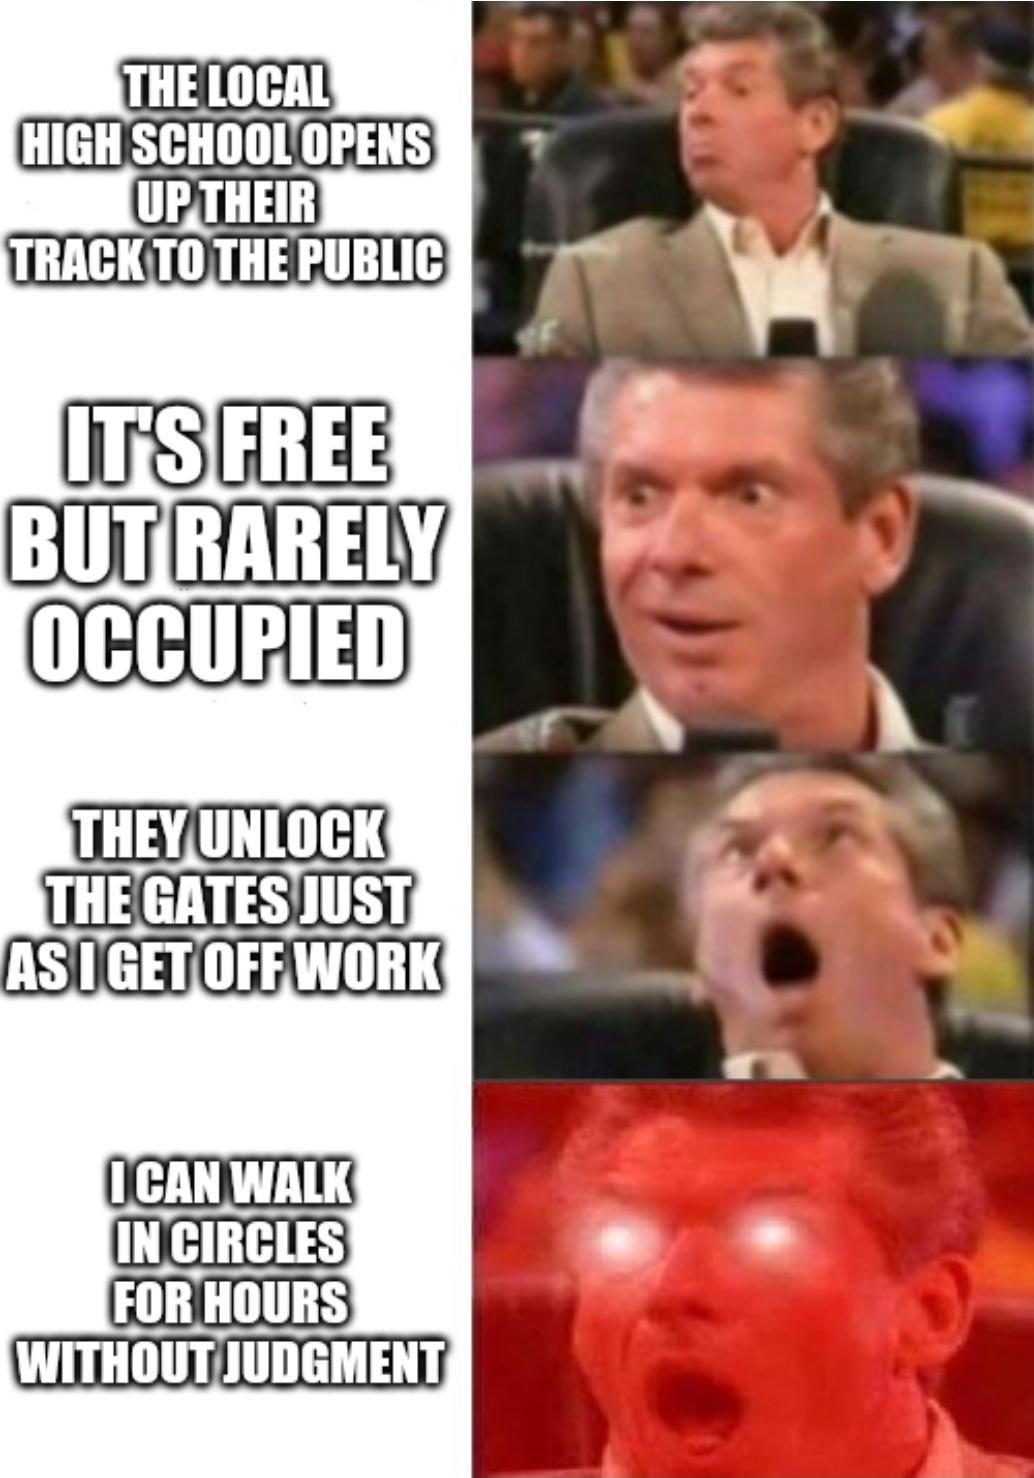 THE LOCAL
HIGH SCHOOL OPENS
UP THEIR
TRACK TO THE PUBLIC
IT'S FREE
BUT RARELY
OCCUPIED
THEY UNLOCK
THE GATES JUST
AS I GET OFF WORK
I CAN WALK
IN CIRCLES
FOR HOURS
WITHOUT JUDGMENT